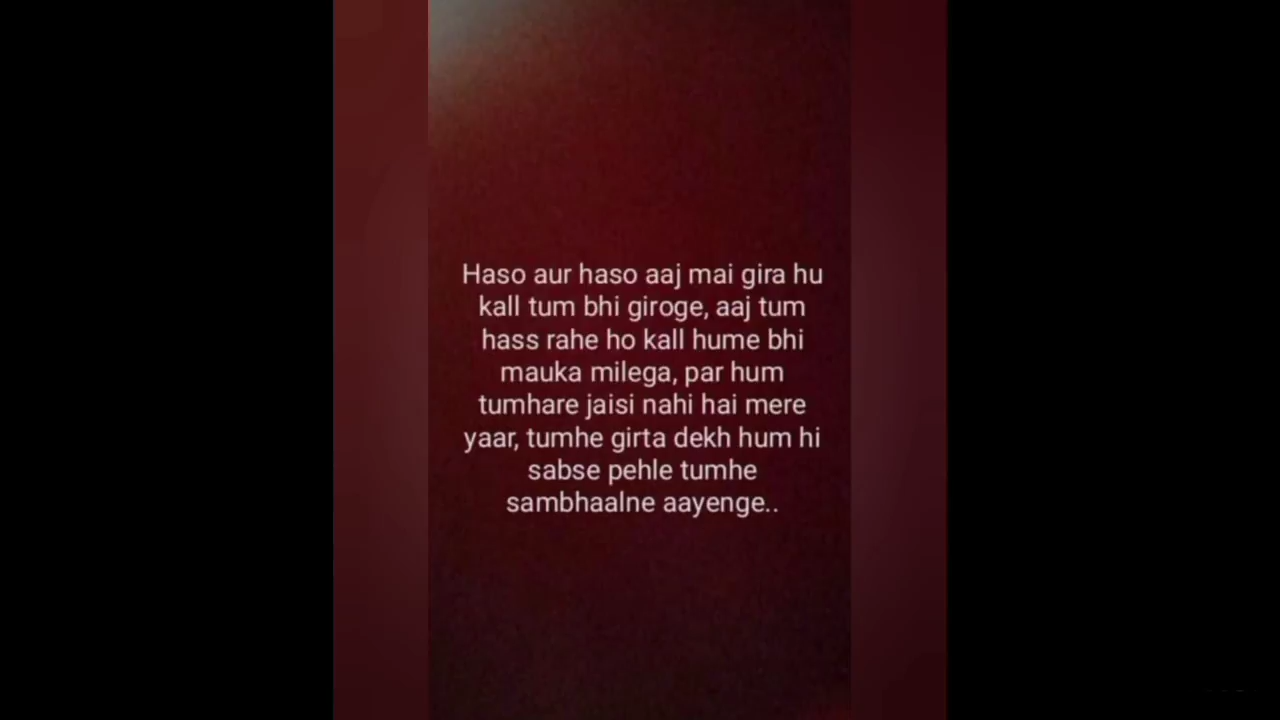 Haso aur haso aaj mai gira hu
kall tum bhi giroge, aaj tum
hass rahe ho kall hume bhi
mauka milega, par hum
tumhare jaisi nahi hai mere
yaar, tumhe girta dekh hum hi
sabse pehle tumhe
sambhaalne aayenge..